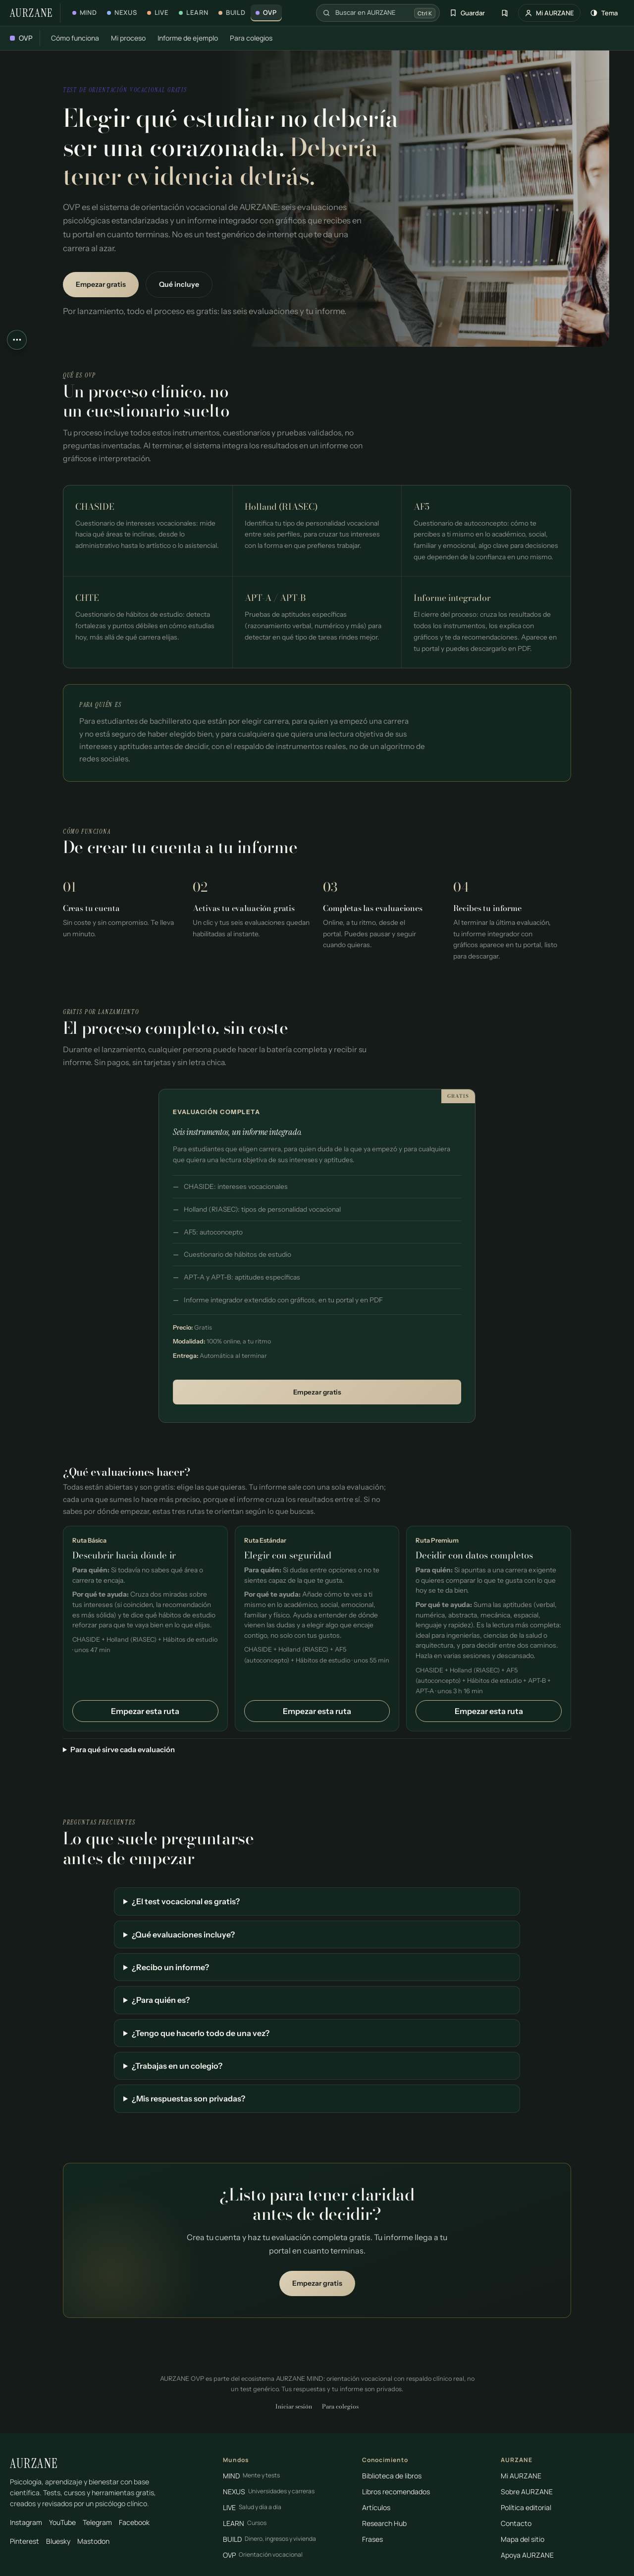 AURZANE MIND NEXUS LIVE LEARN BUILD OVP Buscar en AURZANE Ctrl K Guardar Mi AURZANE Tema
OVP Cómo funciona Mi proceso Informe de ejemplo Para colegios
TEST DE ORIENTACIÓN VOCACIONAL GRATIS
Elegir qué estudiar no debería
ser una corazonada. Debería
tener evidencia detrás.
OVP es el sistema de orientación vocacional de AURZANE: seis evaluaciones
psicológicas estandarizadas y un informe integrador con gráficos que recibes en
tu portal en cuanto terminas. No es un test genérico de internet que te da una
carrera al azar.
Empezar gratis Qué incluye
Por lanzamiento, todo el proceso es gratis: las seis evaluaciones y tu informe.
QUÉ ES OVP
Un proceso clínico, no
un cuestionario suelto
Tu proceso incluye todos estos instrumentos, cuestionarios y pruebas validados, no
preguntas inventadas. Al terminar, el sistema integra los resultados en un informe con
gráficos e interpretación.
CHASIDE
Cuestionario de intereses vocacionales; mide
hacia qué áreas te inclinas, desde lo
administrativo hasta lo artístico o lo asistencial.
Holland (RIASEC)
Identifica tu tipo de personalidad vocacional
entre seis perfiles, para cruzar tus intereses
con la forma en que prefieres trabajar.
AF5
Cuestionario de autoconcepto: cómo te
percibes a ti mismo en lo académico, social,
familiar y emocional, algo clave para decisiones
que dependen de la confianza en uno mismo.
CHTE
Cuestionario de hábitos de estudio: detecta
fortalezas y puntos débiles en cómo estudias
hoy, más allá de qué carrera elijas.
APT-A / APT-B
Pruebas de aptitudes específicas
(razonamiento verbal, numérico y más) para
detectar en qué tipo de tareas rindes mejor.
Informe integrador
El cierre del proceso: cruza los resultados de
todos los instrumentos, los explica con
gráficos y te da recomendaciones. Aparece en
tu portal y puedes descargarlo en PDF.
PARA QUIÉN ES
Para estudiantes de bachillerato que están por elegir carrera, para quien ya empezó una carrera
y no está seguro de haber elegido bien, y para cualquiera que quiera una lectura objetiva de sus
intereses y aptitudes antes de decidir, con el respaldo de instrumentos reales, no de un algoritmo de
redes sociales.
CÓMO FUNCIONA
De crear tu cuenta a tu informe
01
Creas tu cuenta
Sin coste y sin compromiso. Te lleva
un minuto.
02
Activas tu evaluación gratis
Un clic y tus seis evaluaciones quedan
habilitadas al instante.
03
Completas las evaluaciones
Online, a tu ritmo, desde el
portal. Puedes pausar y seguir
cuando quieras.
04
Recibes tu informe
Al terminar la última evaluación,
tu informe integrador con
gráficos aparece en tu portal, listo
para descargar.
GRATIS POR LANZAMIENTO
El proceso completo, sin coste
Durante el lanzamiento, cualquier persona puede hacer la batería completa y recibir su
informe. Sin pagos, sin tarjetas y sin letra chica.
GRATIS
EVALUACIÓN COMPLETA
Seis instrumentos, un informe integrado
Para estudiantes que eligen carrera, para quien duda de la que ya empezó y para cualquiera
que quiera una lectura objetiva de sus intereses y aptitudes.
— CHASIDE: intereses vocacionales
— Holland (RIASEC): tipos de personalidad vocacional
— AF5: autoconcepto
— Cuestionario de hábitos de estudio
— APT-A y APT-B: aptitudes específicas
— Informe integrador extendido con gráficos, en tu portal y en PDF
Precio: Gratis
Modalidad: 100% online, a tu ritmo
Entrega: Automática al terminar
Empezar gratis
¿Qué evaluaciones hacer?
Todas están abiertas y son gratis: elige las que quieras. Tu informe sale con una sola evaluación;
cada una que sumes lo hace más preciso, porque el informe cruza los resultados entre sí. Si no
sabes por dónde empezar, estas tres rutas te orientan según lo que buscas.
Ruta Básica
Descubrir hacia dónde ir
Para quién: Si todavía no sabes qué área o
carrera te encaja.
Por qué te ayuda: Cruza dos miradas sobre
tus intereses (si coinciden, la recomendación
es más sólida) y te dice qué hábitos de estudio
reforzar para que te vaya bien en lo que elijas.
CHASIDE + Holland (RIASEC) + Hábitos de estudio
· unos 47 min
Empezar esta ruta
Ruta Estándar
Elegir con seguridad
Para quién: Si dudas entre opciones o no te
sientes capaz de la que te gusta.
Por qué te ayuda: Añade cómo te ves a ti
mismo en lo académico, social, emocional,
familiar y físico. Ayuda a entender de dónde
vienen las dudas y a elegir algo que encaje
contigo, no solo con tus gustos.
CHASIDE + Holland (RIASEC) + AF5
(autoconcepto) + Hábitos de estudio · unos 55 min
Empezar esta ruta
Ruta Premium
Decidir con datos completos
Para quién: Si apuntas a una carrera exigente
o quieres comparar lo que te gusta con lo que
hoy se te da bien.
Por qué te ayuda: Suma las aptitudes (verbal,
numérica, abstracta, mecánica, espacial,
lenguaje y rapidez). Es la lectura más completa:
ideal para ingenierías, ciencias de la salud o
arquitectura, y para decidir entre dos caminos.
Hazla en varias sesiones y descansado.
CHASIDE + Holland (RIASEC) + AF5
(autoconcepto) + Hábitos de estudio + APT-B +
APT-A · unos 3 h 16 min
Empezar esta ruta
Para qué sirve cada evaluación
PREGUNTAS FRECUENTES
Lo que suele preguntarse
antes de empezar
¿El test vocacional es gratis?
¿Qué evaluaciones incluye?
¿Recibo un informe?
¿Para quién es?
¿Tengo que hacerlo todo de una vez?
¿Trabajas en un colegio?
¿Mis respuestas son privadas?
¿Listo para tener claridad
antes de decidir?
Crea tu cuenta y haz tu evaluación completa gratis. Tu informe llega a tu
portal en cuanto terminas.
Empezar gratis
AURZANE OVP es parte del ecosistema AURZANE MIND: orientación vocacional con respaldo clínico real, no
un test genérico. Tus respuestas y tu informe son privados.
Iniciar sesión Para colegios
AURZANE
Psicología, aprendizaje y bienestar con base
científica. Tests, cursos y herramientas gratis,
creados y revisados por un psicólogo clínico.
Instagram YouTube Telegram Facebook
Pinterest Bluesky Mastodon
Mundos
MIND Mente y tests
NEXUS Universidades y carreras
LIVE Salud y día a día
LEARN Cursos
BUILD Dinero, ingresos y vivienda
OVP Orientación vocacional
Conocimiento
Biblioteca de libros
Libros recomendados
Artículos
Research Hub
Frases
AURZANE
Mi AURZANE
Sobre AURZANE
Política editorial
Contacto
Mapa del sitio
Apoya AURZANE